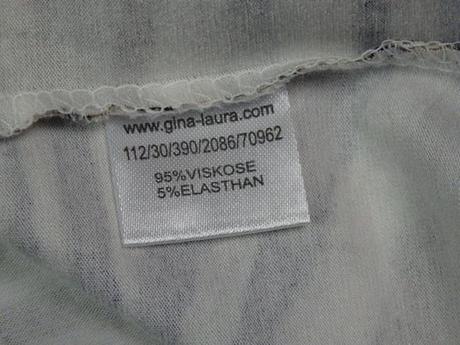 www.gina-laura.com
112/30/390/2086/70962
95%VISKOSE
5%ELASTHAN